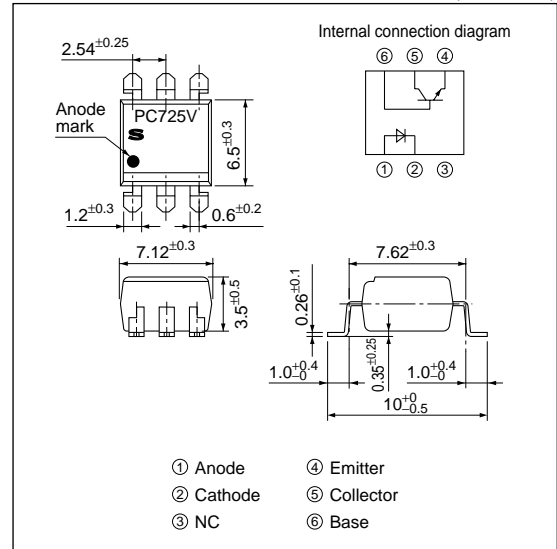 Internal connection diagram
2.54±0.25
⑥ ⑤ ④
Anode mark
PC725V
6.5±0.3
① ② ③
1.2±0.3
0.6±0.2
7.12±0.3
7.62±0.3
3.5±0.5
0.26±0.1
0.35±0.25
1.0+0.4−0
1.0+0.4−0
10+0−0.5
① Anode ④ Emitter
② Cathode ⑤ Collector
③ NC ⑥ Base